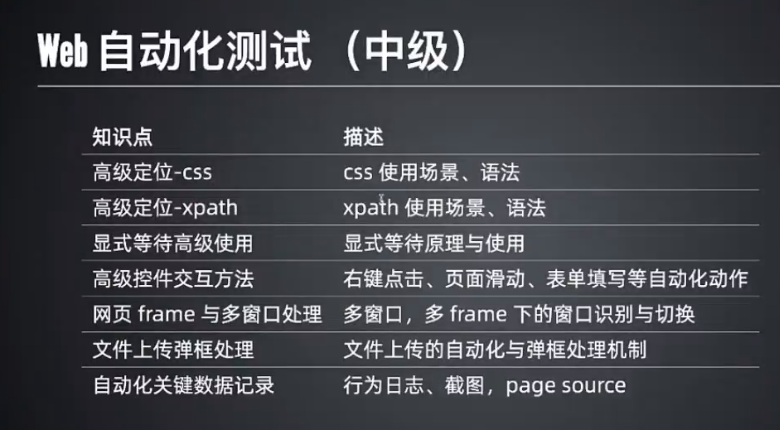 Web 自动化测试 （中级）
知识点 描述
高级定位-css css 使用场景、语法
高级定位-xpath xpath 使用场景、语法
显式等待高级使用 显式等待原理与使用
高级控件交互方法 右键点击、页面滑动、表单填写等自动化动作
网页 frame 与多窗口处理 多窗口，多 frame 下的窗口识别与切换
文件上传弹框处理 文件上传的自动化与弹框处理机制
自动化关键数据记录 行为日志、截图，page source